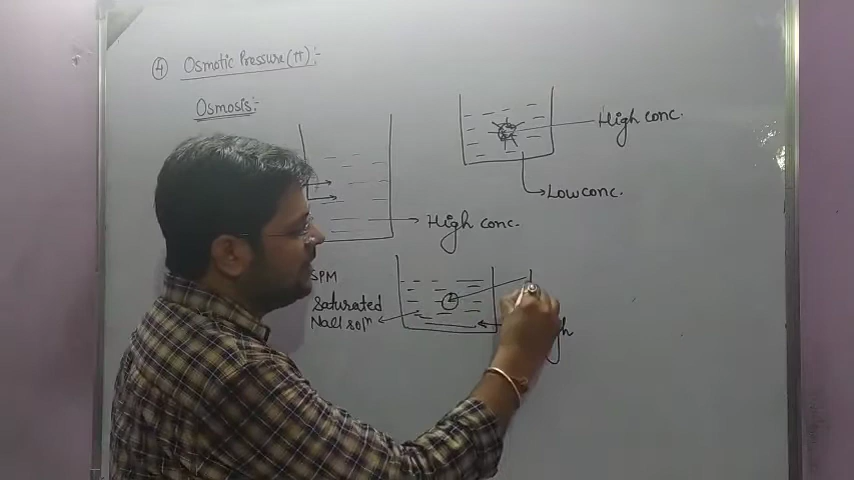 ④ Osmotic Pressure (π):-
Osmosis:-
High conc.
Low conc.
High conc.
SPM
Saturated
NaCl solⁿ